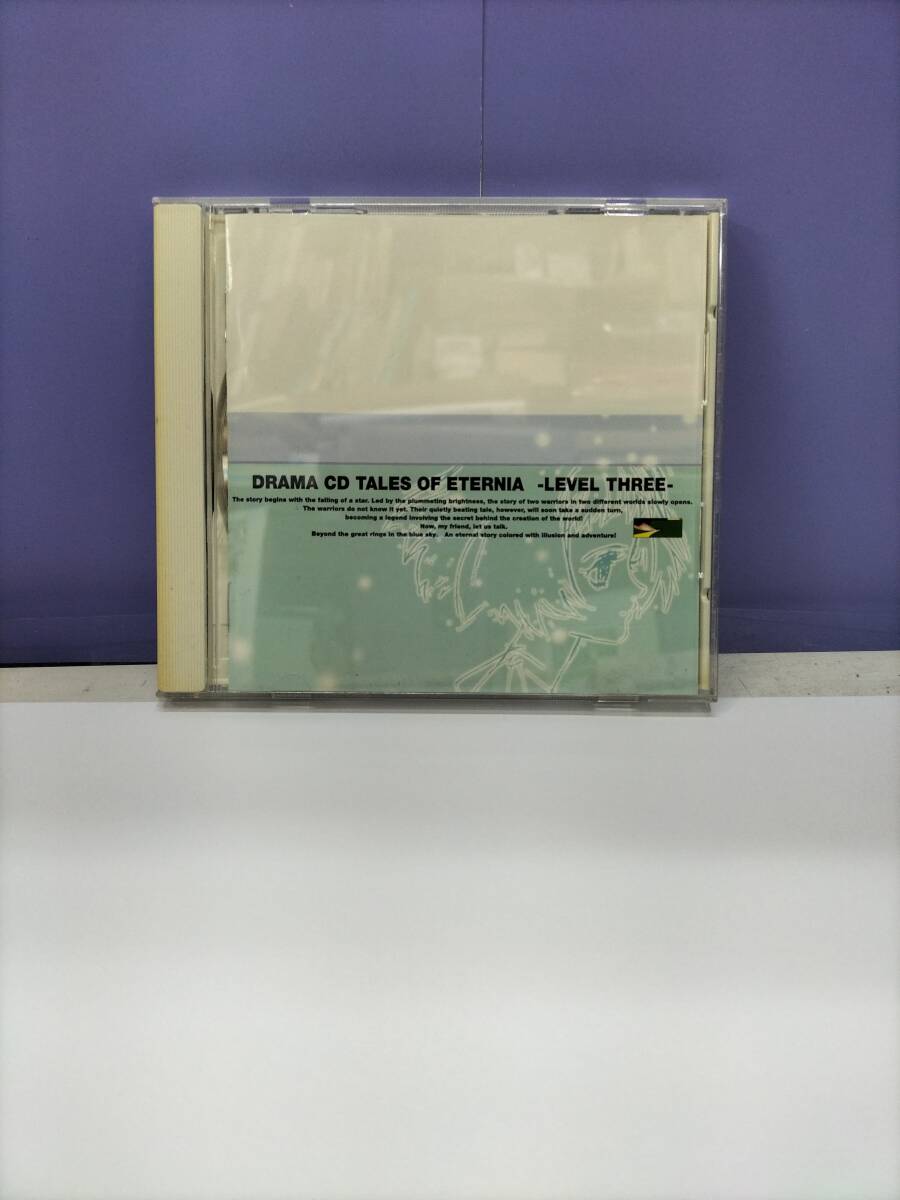 DRAMA CD TALES OF ETERNIA -LEVEL THREE-
The story begins with the falling of a star. Led by the plummeting brightness, the story of two warriors in two different worlds slowly opens.
The warriors do not know it yet. Their quietly beating tale, however, will soon take a sudden turn,
becoming a legend involving the secret behind the creation of the world!
Now, my friend, let us talk.
Beyond the great rings in the blue sky. An eternal story colored with illusion and adventure!